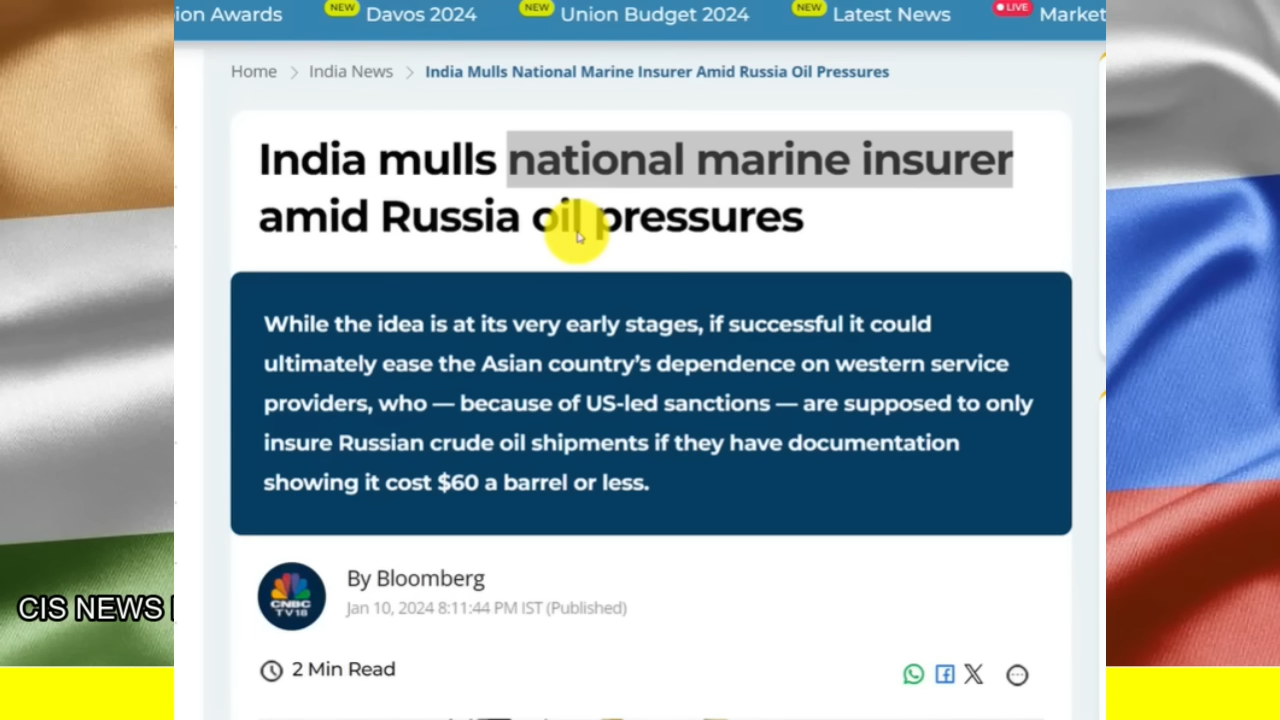 ion Awards
NEW
Davos 2024
NEW
Union Budget 2024
NEW
Latest News
LIVE
Market
Home > India News > India Mulls National Marine Insurer Amid Russia Oil Pressures
India mulls national marine insurer
amid Russia oil pressures
While the idea is at its very early stages, if successful it could
ultimately ease the Asian country’s dependence on western service
providers, who — because of US-led sanctions — are supposed to only
insure Russian crude oil shipments if they have documentation
showing it cost $60 a barrel or less.
By Bloomberg
CNBC
TV18
Jan 10, 2024 8:11:44 PM IST (Published)
CIS NEWS
2 Min Read